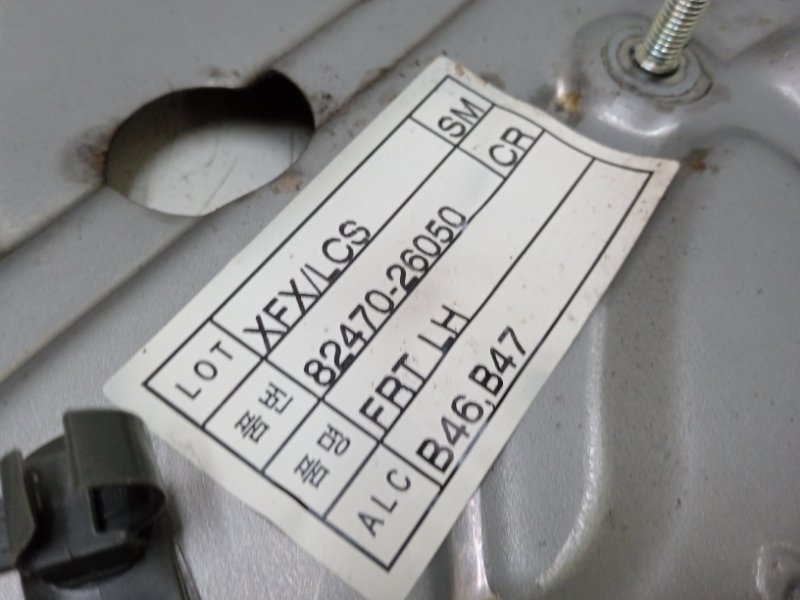 LOT XFX/LCS SM
품번 82470-26050 CR
품명 FRT LH
ALC B46,B47